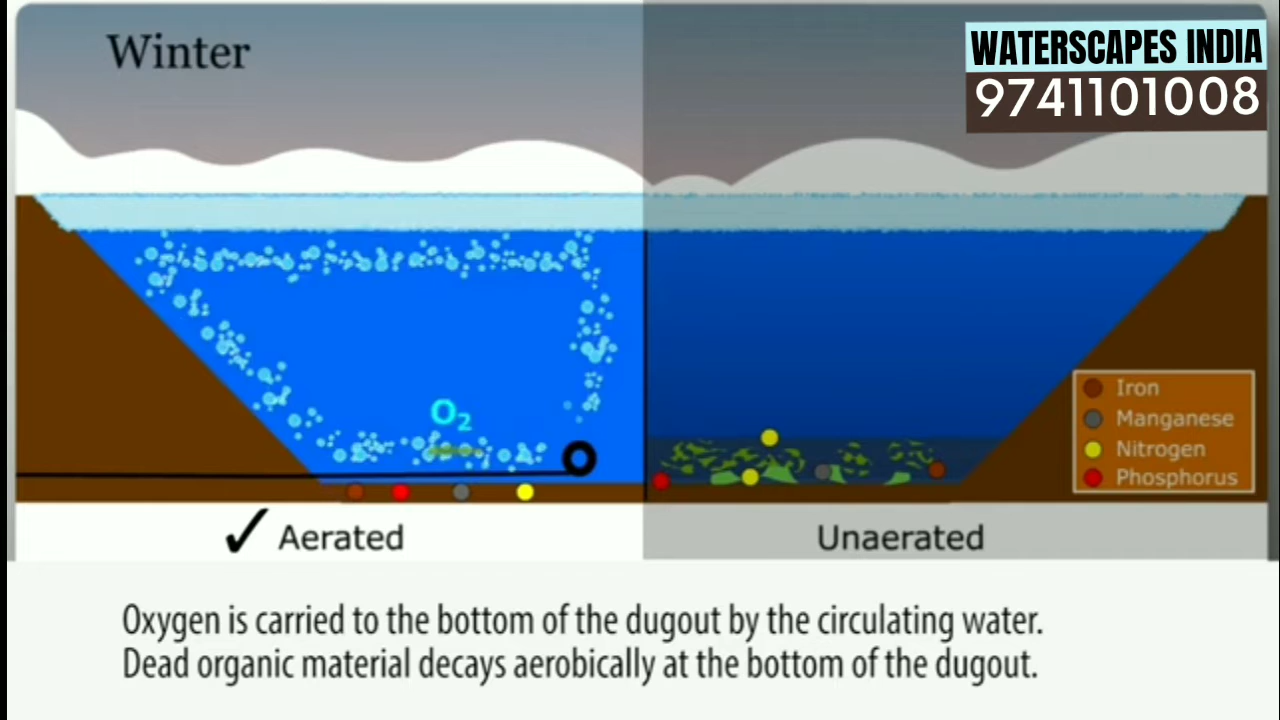 Winter
WATERSCAPES INDIA
9741101008
O2
Iron
Manganese
Nitrogen
Phosphorus
✓ Aerated
Unaerated
Oxygen is carried to the bottom of the dugout by the circulating water.
Dead organic material decays aerobically at the bottom of the dugout.